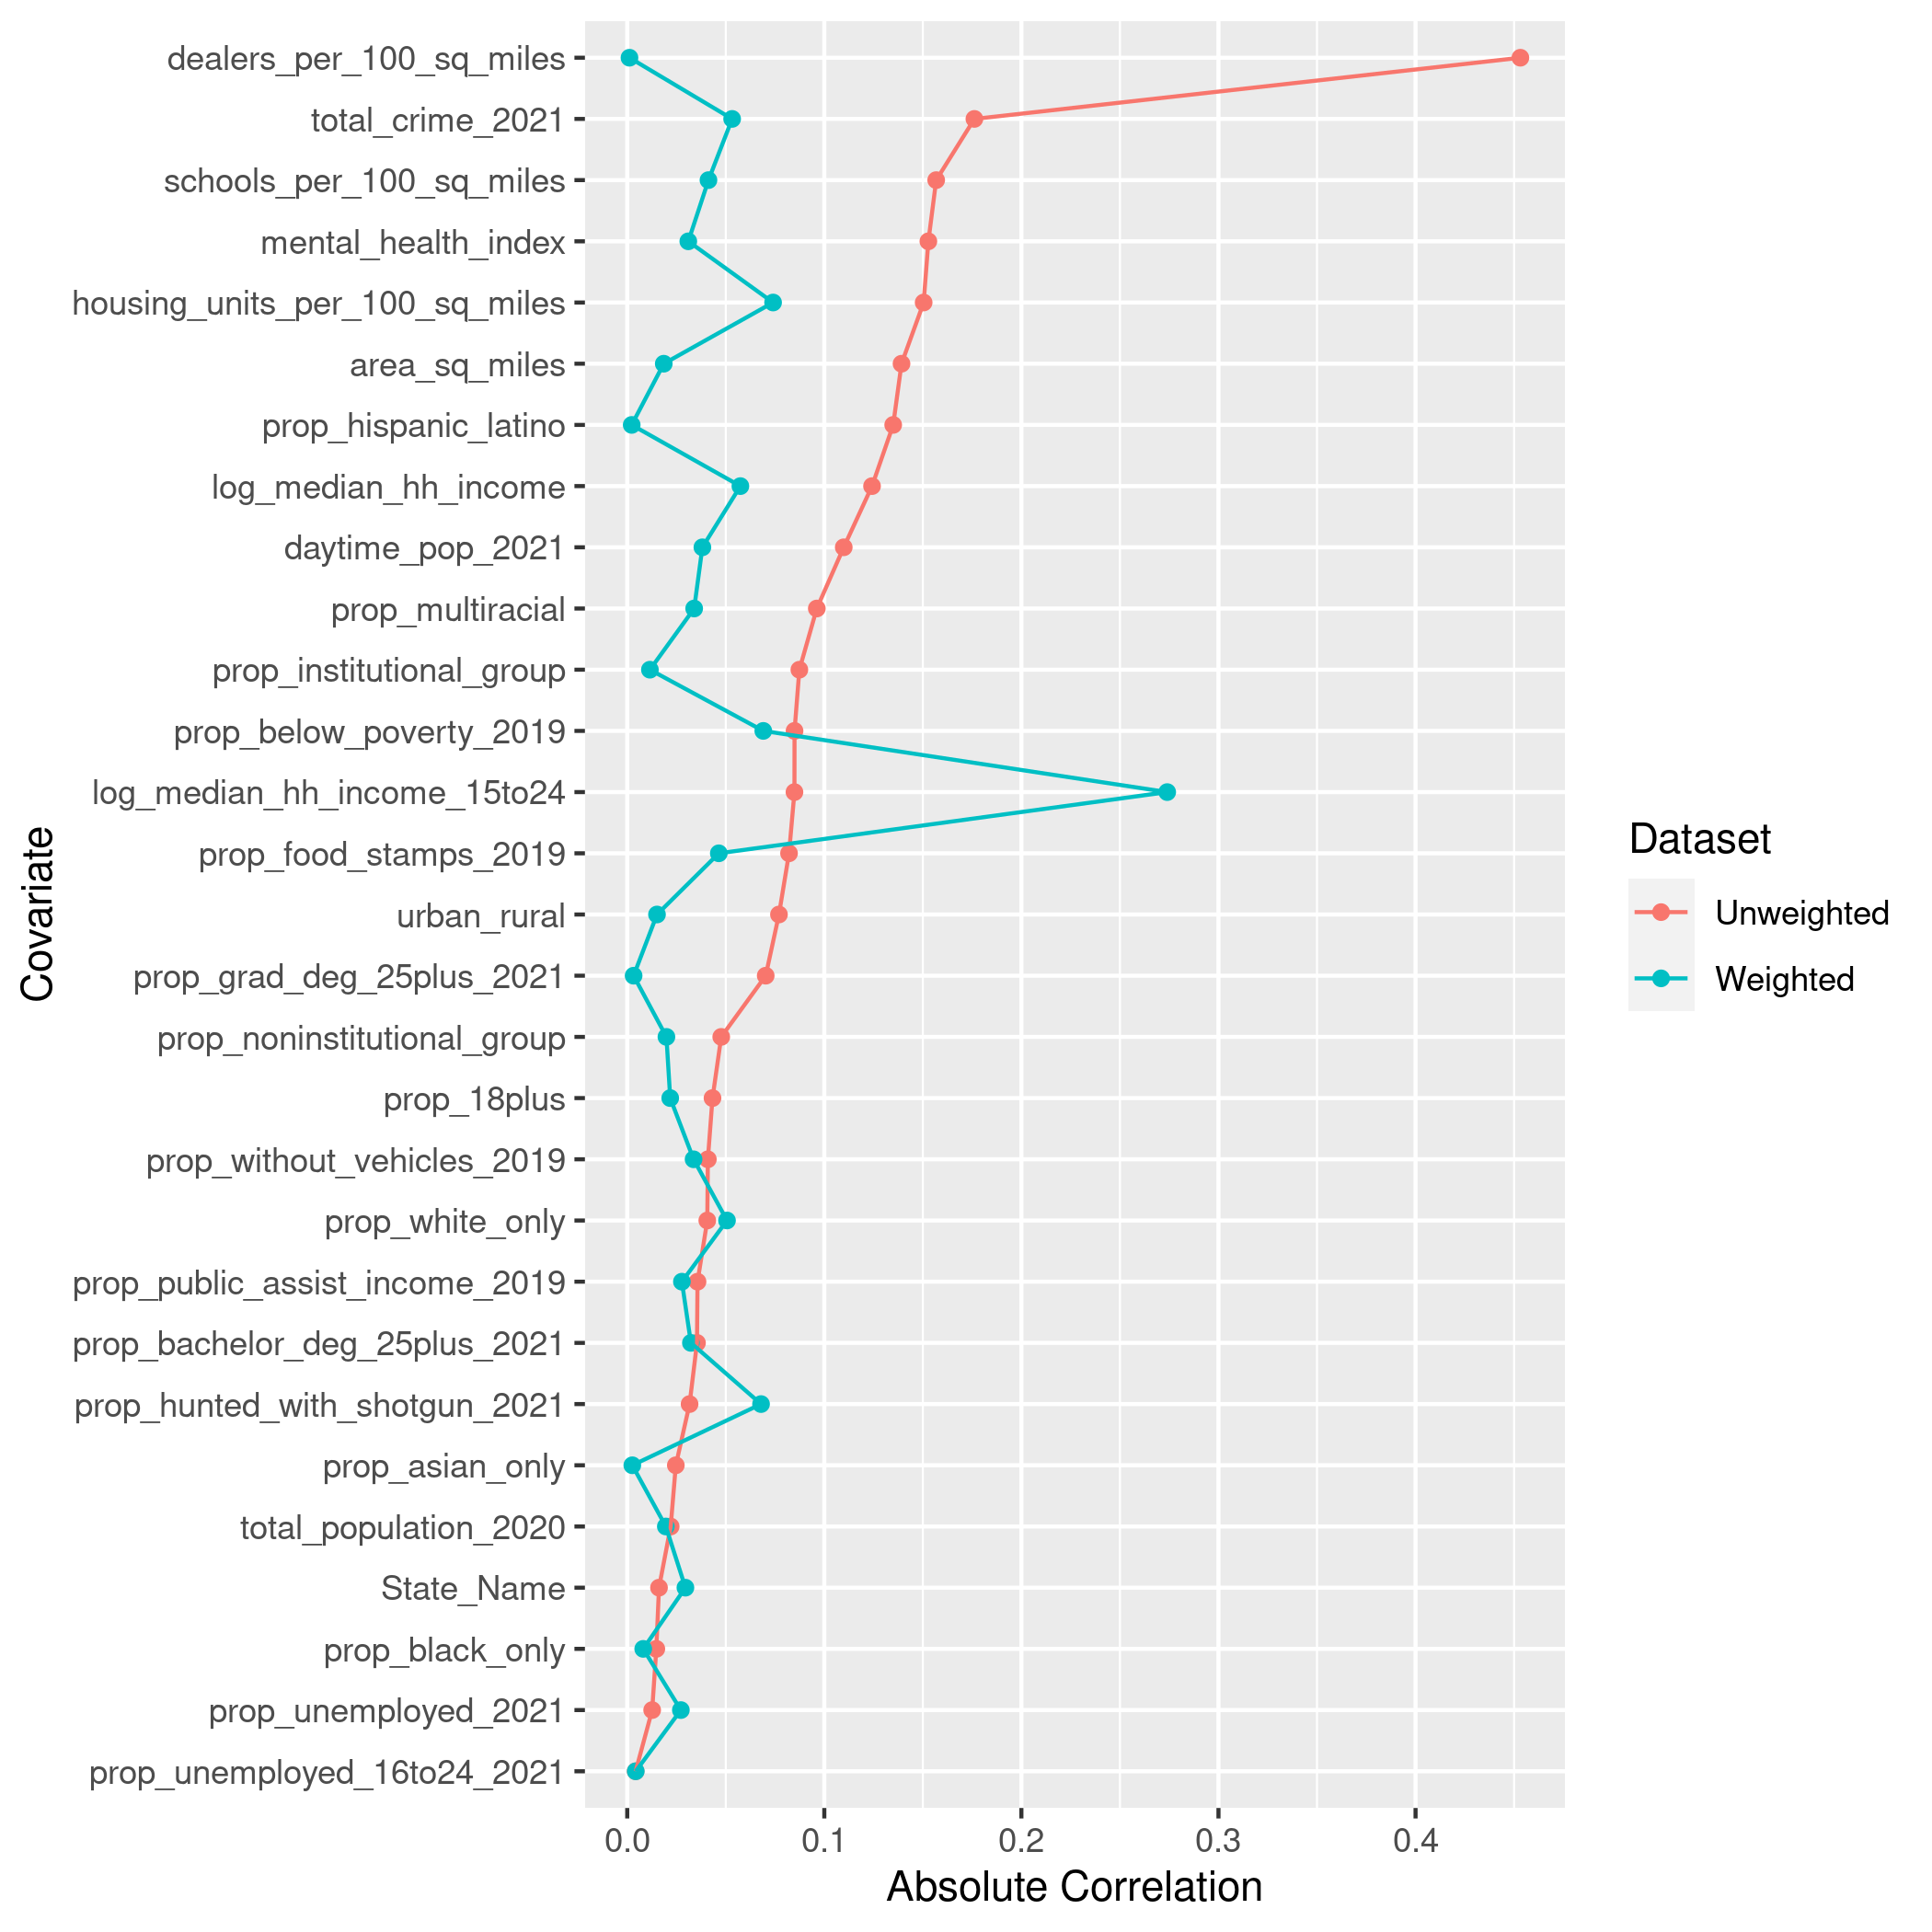 dealers_per_100_sq_miles
total_crime_2021
schools_per_100_sq_miles
mental_health_index
housing_units_per_100_sq_miles
area_sq_miles
prop_hispanic_latino
log_median_hh_income
daytime_pop_2021
prop_multiracial
prop_institutional_group
prop_below_poverty_2019
log_median_hh_income_15to24
prop_food_stamps_2019
urban_rural
prop_grad_deg_25plus_2021
prop_noninstitutional_group
prop_18plus
prop_without_vehicles_2019
prop_white_only
prop_public_assist_income_2019
prop_bachelor_deg_25plus_2021
prop_hunted_with_shotgun_2021
prop_asian_only
total_population_2020
State_Name
prop_black_only
prop_unemployed_2021
prop_unemployed_16to24_2021
Covariate
0.0 0.1 0.2 0.3 0.4
Absolute Correlation
Dataset
Unweighted
Weighted